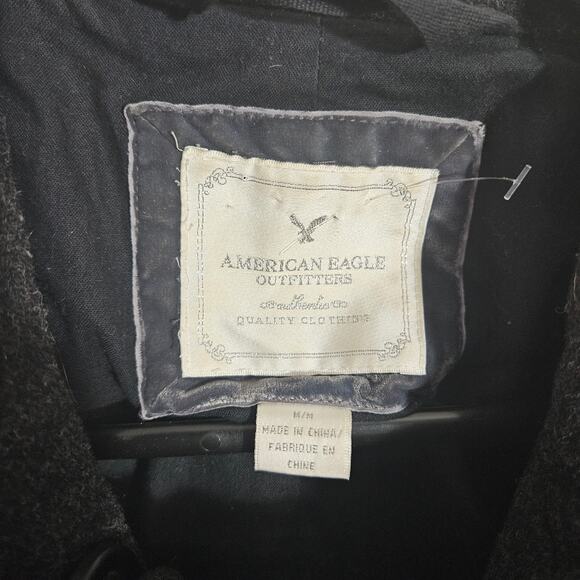 AMERICAN EAGLE
OUTFITTERS
authentic
QUALITY CLOTHING
M/M
MADE IN CHINA/
FABRIQUE EN
CHINE